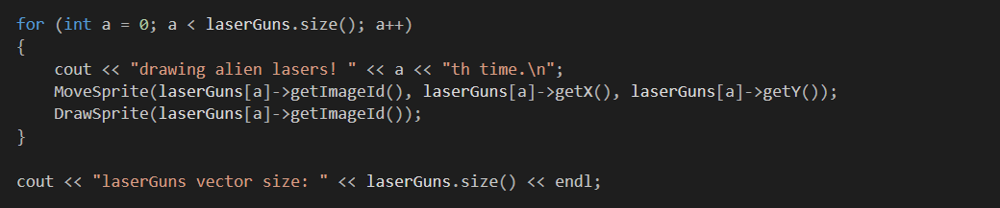 for (int a = 0; a < laserGuns.size(); a++)
{
    cout << "drawing alien lasers! " << a << "th time.\n";
    MoveSprite(laserGuns[a]->getImageId(), laserGuns[a]->getX(), laserGuns[a]->getY());
    DrawSprite(laserGuns[a]->getImageId());
}
cout << "laserGuns vector size: " << laserGuns.size() << endl;